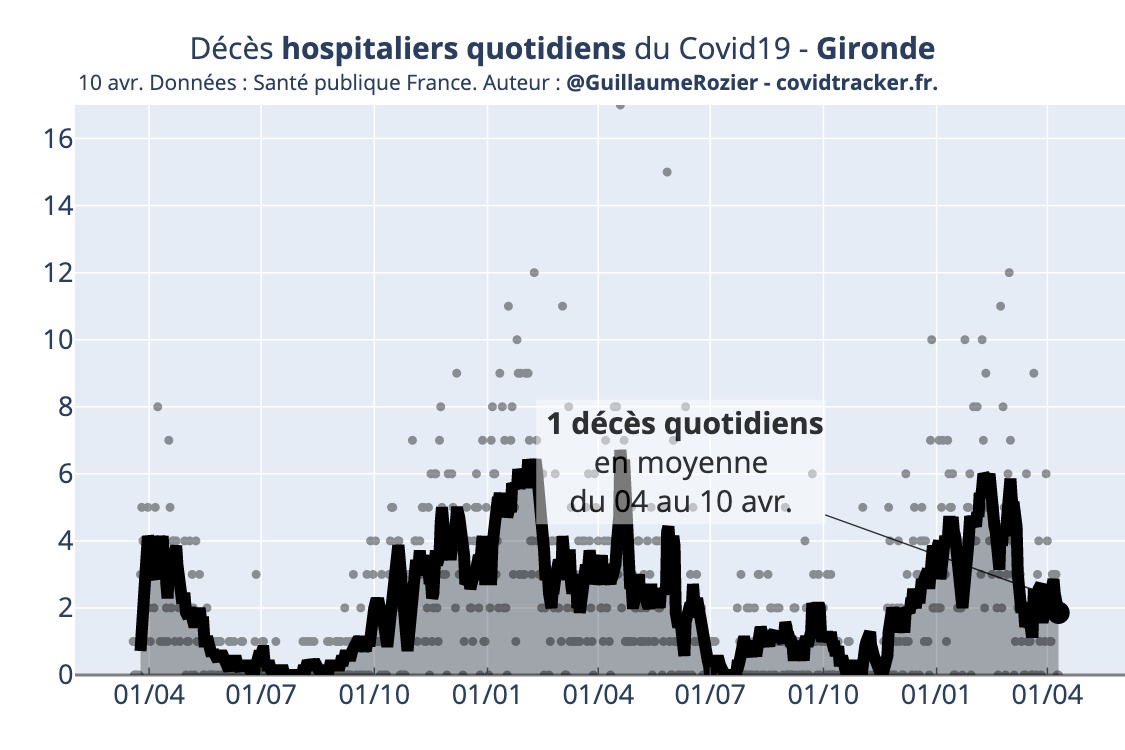 Décès hospitaliers quotidiens du Covid19 - Gironde
10 avr. Données : Santé publique France. Auteur : @GuillaumeRozier - covidtracker.fr.
16
14
12
10
8
6
4
2
0
1 décès quotidiens
en moyenne
du 04 au 10 avr.
01/04 01/07 01/10 01/01 01/04 01/07 01/10 01/01 01/04